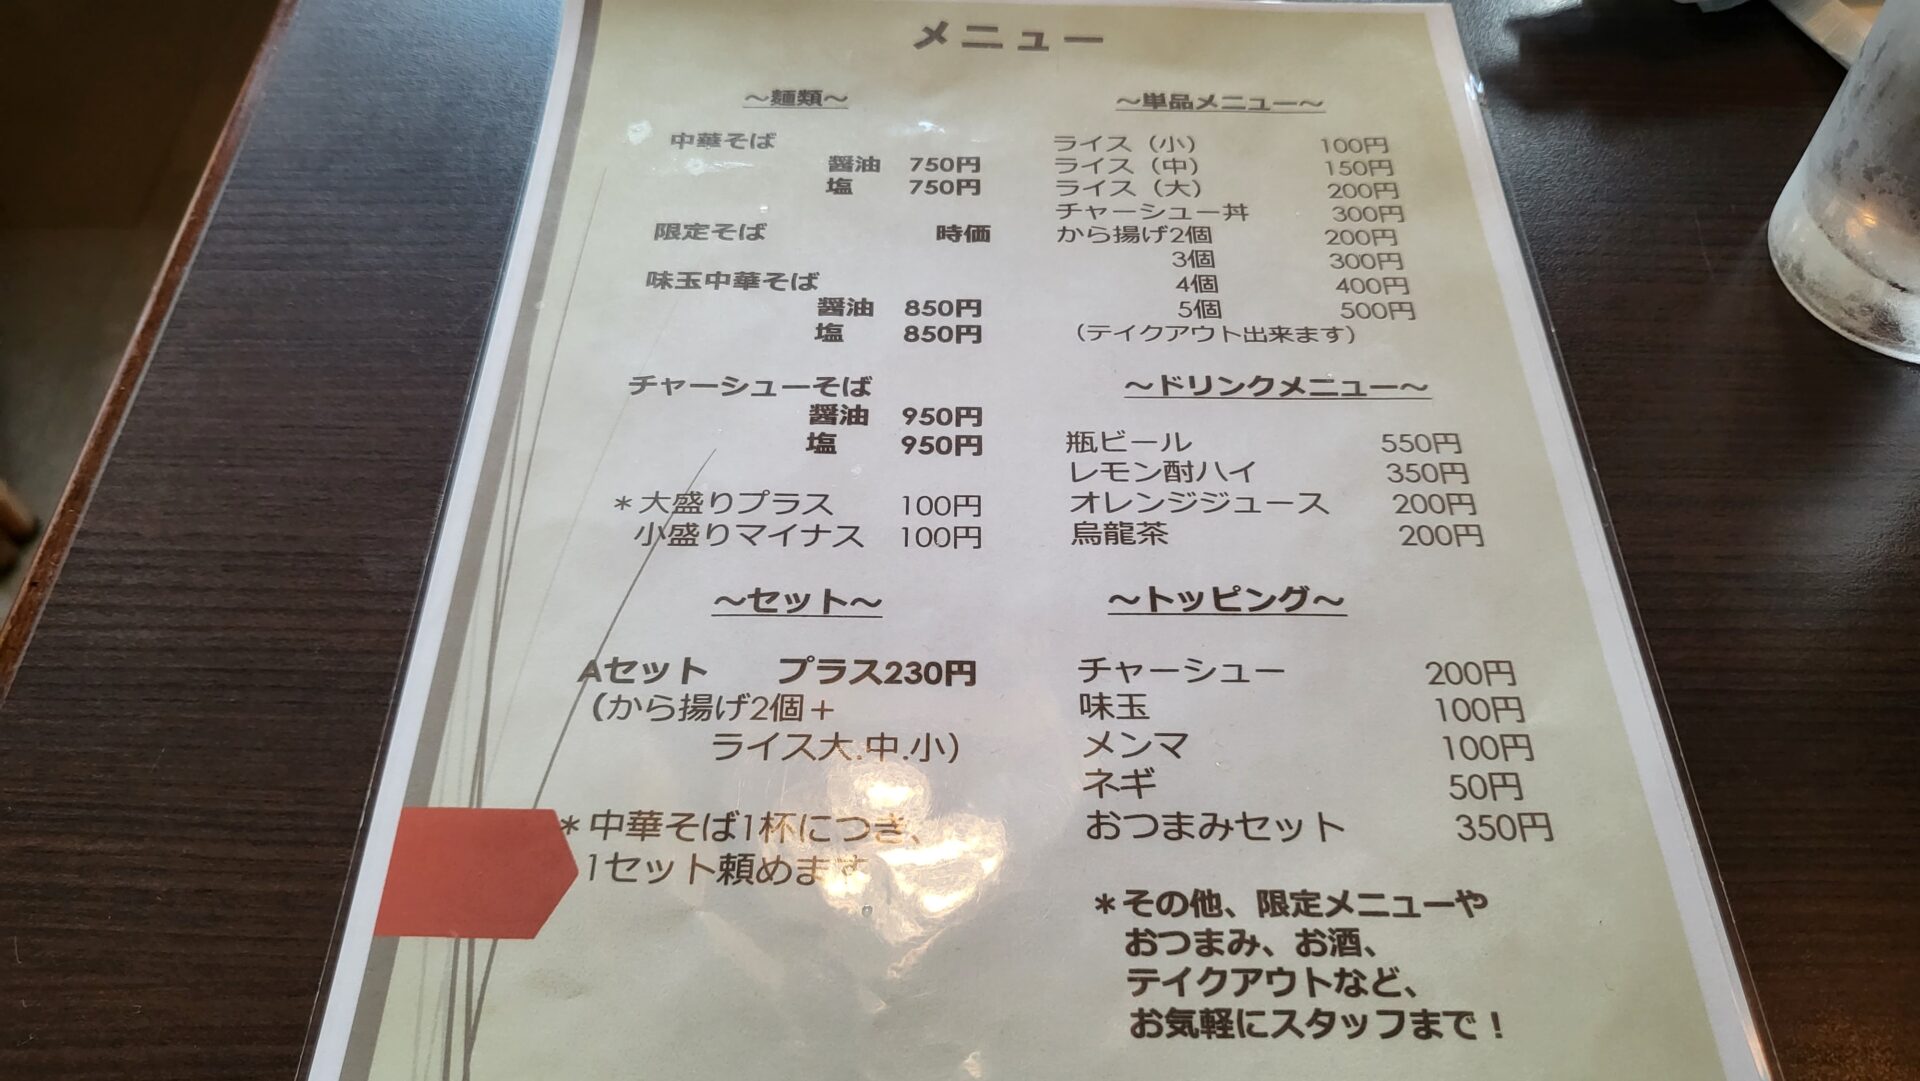 メニュー
～麺類～
中華そば
醤油 750円
塩 750円
限定そば 時価
味玉中華そば
醤油 850円
塩 850円
チャーシューそば
醤油 950円
塩 950円
＊大盛りプラス 100円
小盛りマイナス 100円
～セット～
Aセット プラス230円
（から揚げ2個＋
ライス大.中.小）
＊中華そば1杯につき、
1セット頼めます
～単品メニュー～
ライス（小） 100円
ライス（中） 150円
ライス（大） 200円
チャーシュー丼 300円
から揚げ2個 200円
3個 300円
4個 400円
5個 500円
（テイクアウト出来ます）
～ドリンクメニュー～
瓶ビール 550円
レモン酎ハイ 350円
オレンジジュース 200円
烏龍茶 200円
～トッピング～
チャーシュー 200円
味玉 100円
メンマ 100円
ネギ 50円
おつまみセット 350円
＊その他、限定メニューや
おつまみ、お酒、
テイクアウトなど、
お気軽にスタッフまで！